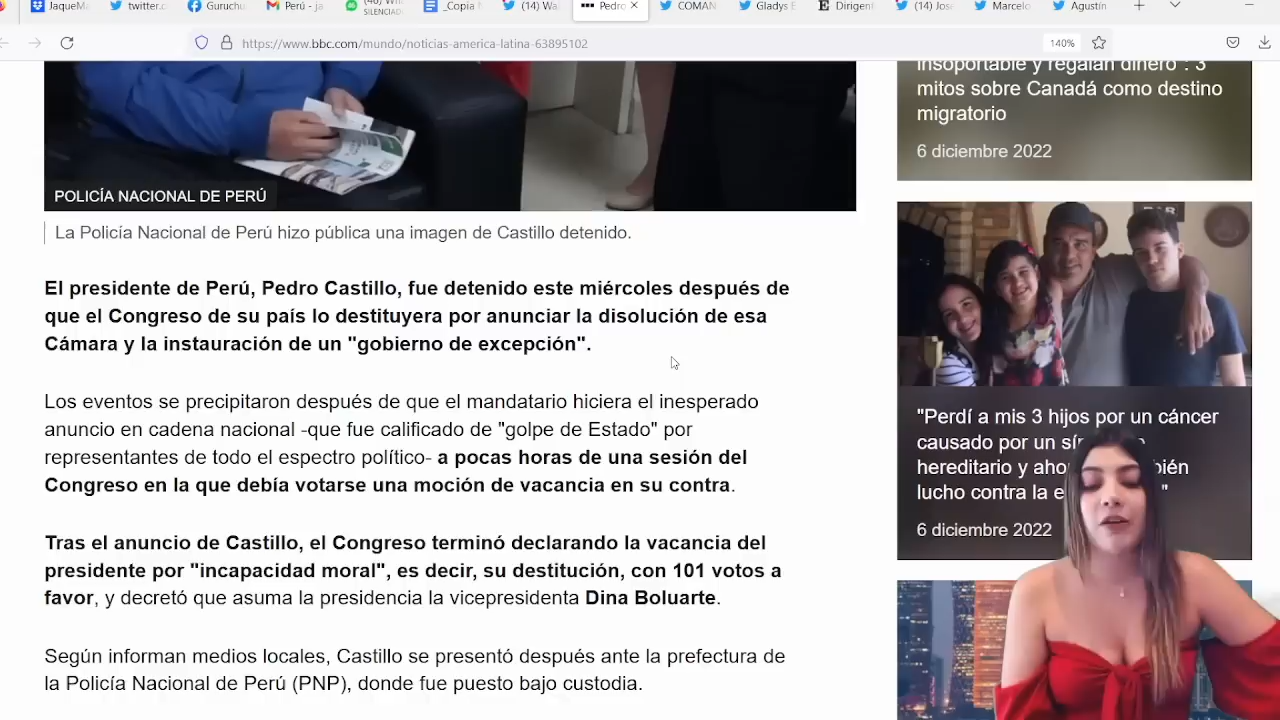 JaqueMa
twitter.c
Guruchu
Perú - ja
SILENCIADO
_Copia
(14) Wa
Pedro
COMAN
Gladys E
Dirigent
(14) José
Marcelo
Agustín
https://www.bbc.com/mundo/noticias-america-latina-63895102
140%
POLICÍA NACIONAL DE PERÚ
La Policía Nacional de Perú hizo pública una imagen de Castillo detenido.
El presidente de Perú, Pedro Castillo, fue detenido este miércoles después de
que el Congreso de su país lo destituyera por anunciar la disolución de esa
Cámara y la instauración de un "gobierno de excepción".
Los eventos se precipitaron después de que el mandatario hiciera el inesperado
anuncio en cadena nacional -que fue calificado de "golpe de Estado" por
representantes de todo el espectro político- a pocas horas de una sesión del
Congreso en la que debía votarse una moción de vacancia en su contra.
Tras el anuncio de Castillo, el Congreso terminó declarando la vacancia del
presidente por "incapacidad moral", es decir, su destitución, con 101 votos a
favor, y decretó que asuma la presidencia la vicepresidenta Dina Boluarte.
Según informan medios locales, Castillo se presentó después ante la prefectura de
la Policía Nacional de Perú (PNP), donde fue puesto bajo custodia.
insoportable y regalan dinero": 3
mitos sobre Canadá como destino
migratorio
6 diciembre 2022
BAR
"Perdí a mis 3 hijos por un cáncer
causado por un
hereditario y
lucho contra la
6 diciembre 2022